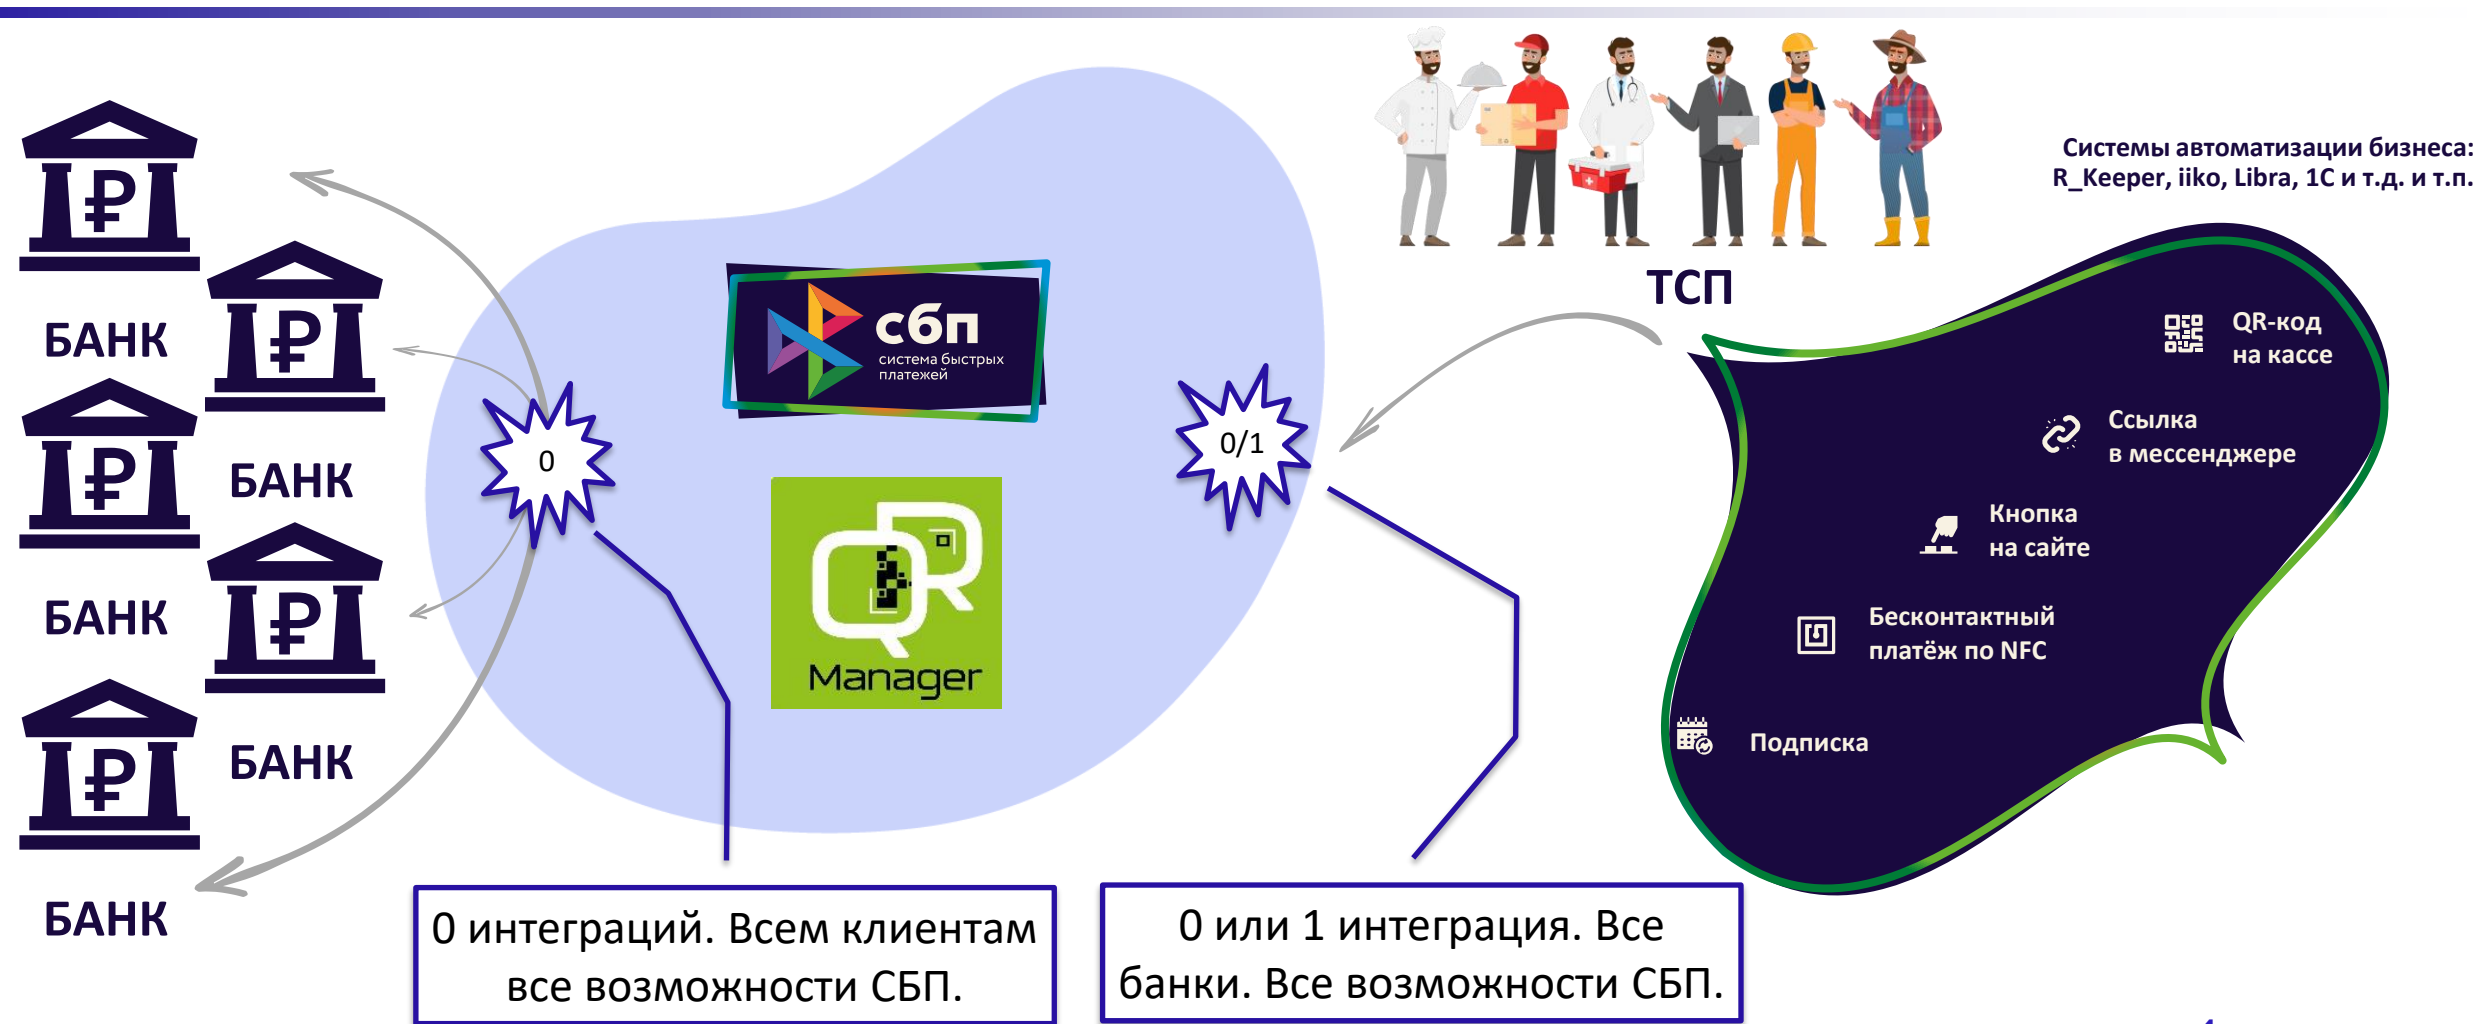 Системы автоматизации бизнеса:
R_Keeper, iiko, Libra, 1С и т.д. и т.п.
ТСП
БАНК
БАНК
БАНК
БАНК
БАНК
сбп
система быстрых
платежей
QR
Manager
0
0/1
QR-код
на кассе
Ссылка
в мессенджере
Кнопка
на сайте
Бесконтактный
платёж по NFC
Подписка
0 интеграций. Всем клиентам
все возможности СБП.
0 или 1 интеграция. Все
банки. Все возможности СБП.